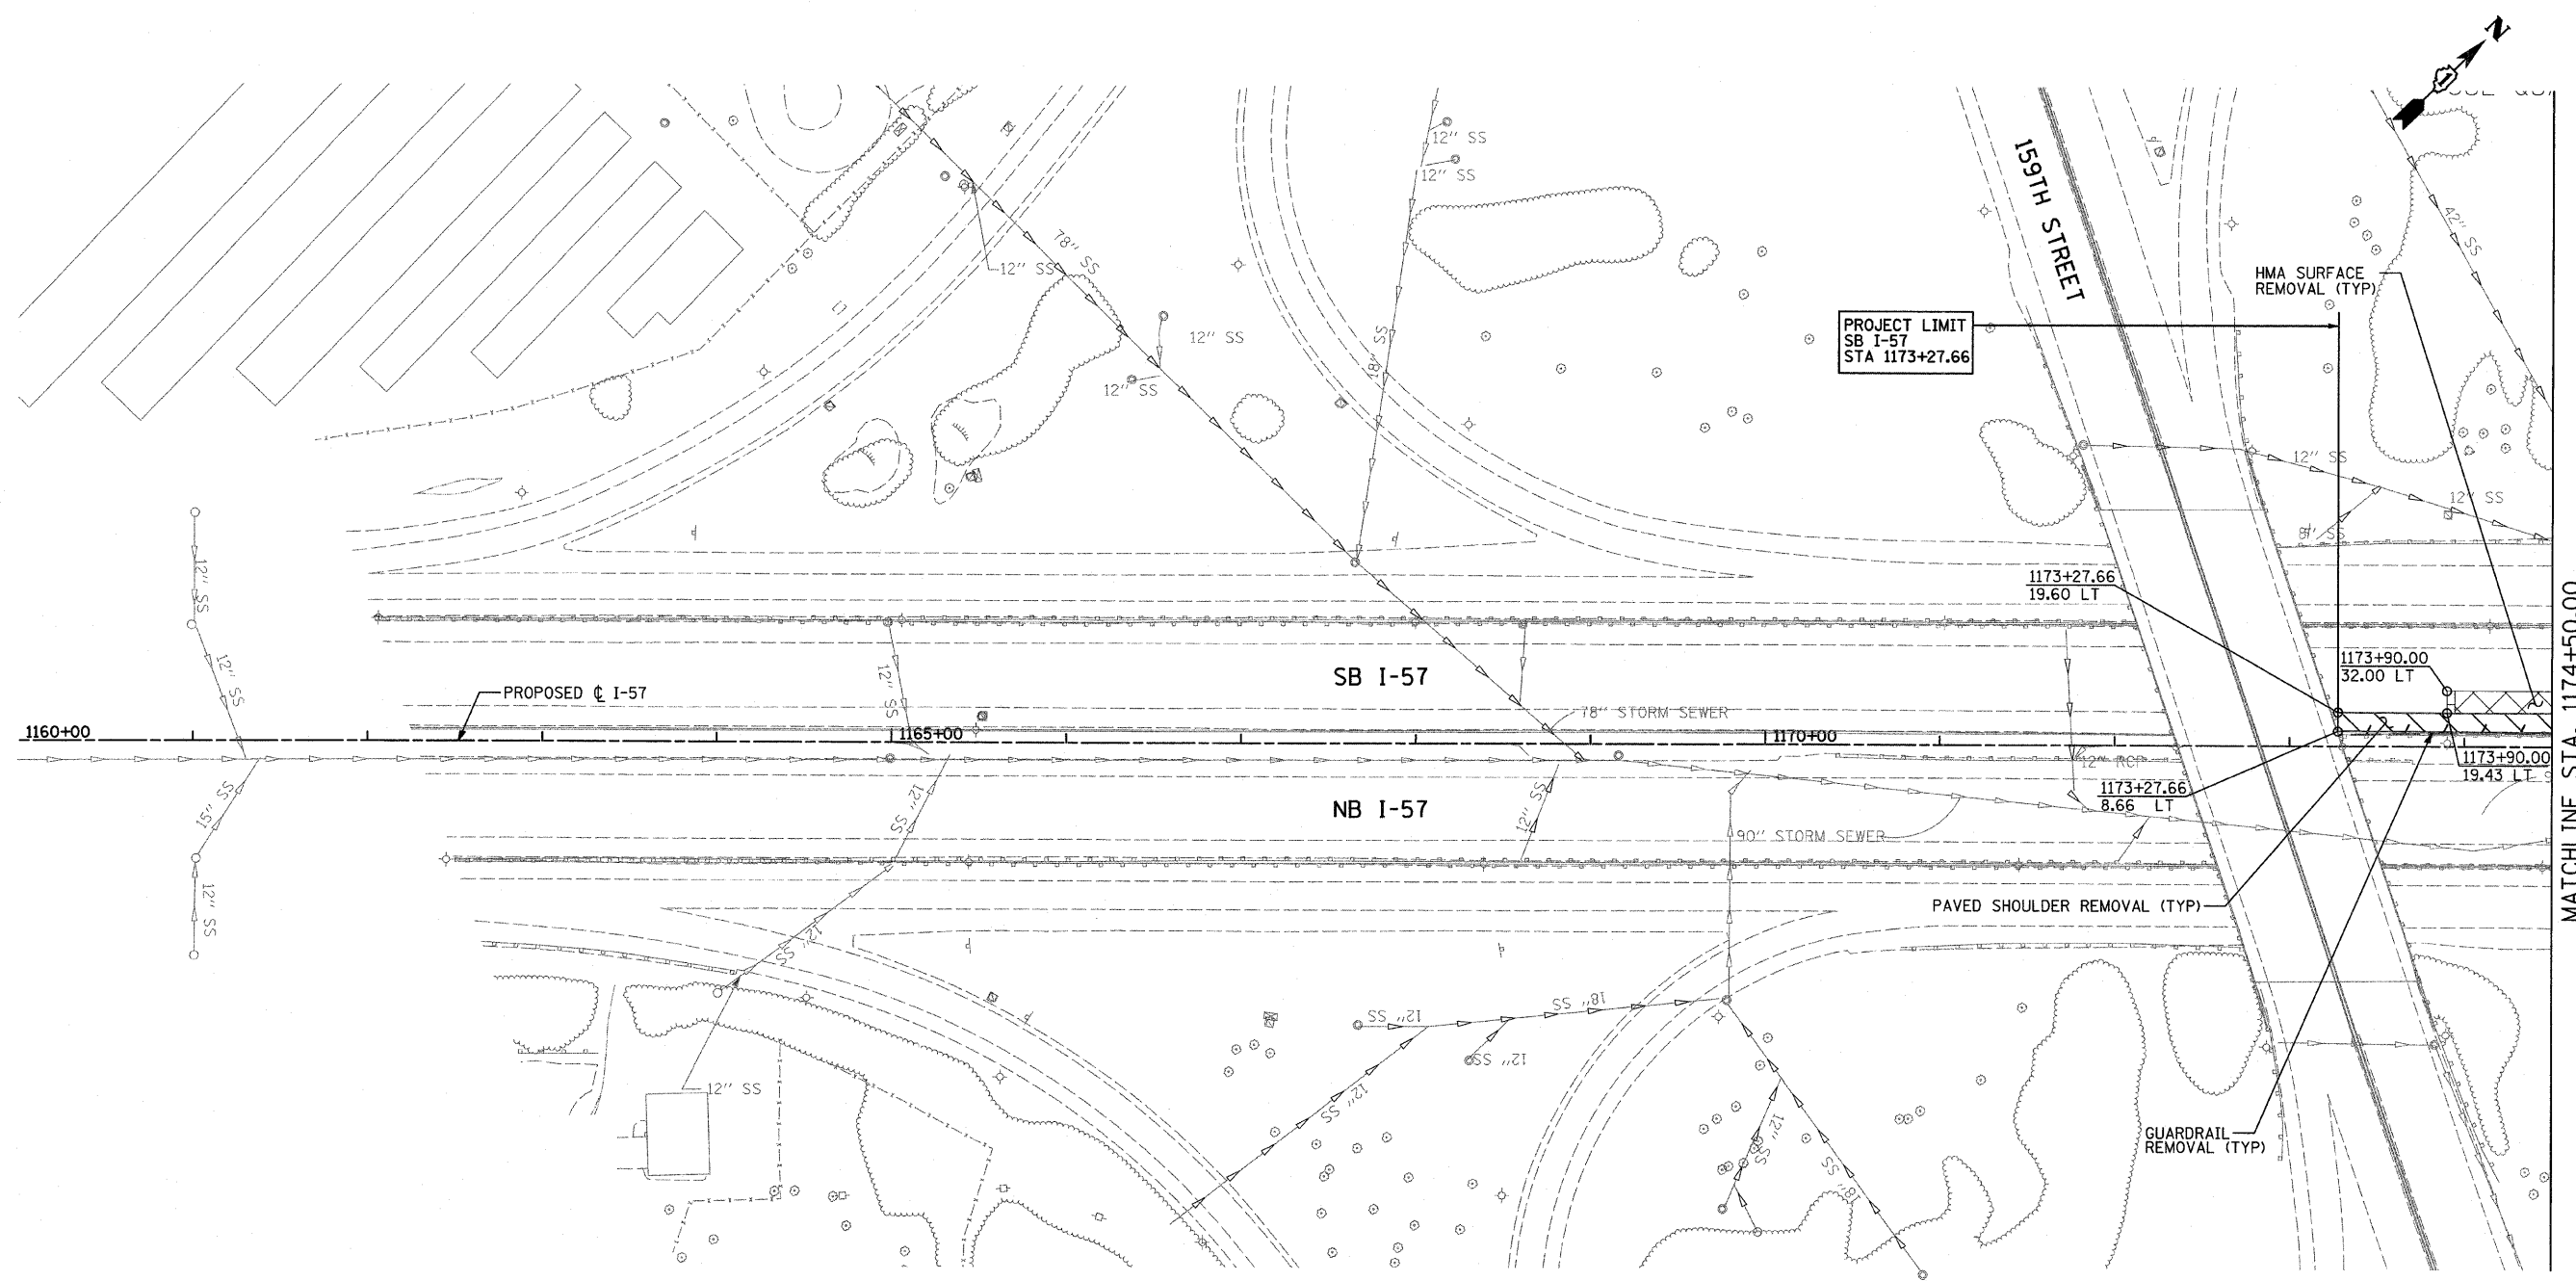 N
12" SS
12" SS
159TH STREET
78" SS
42" SS
12" SS
HMA SURFACE
REMOVAL (TYP)
PROJECT LIMIT
SB I-57
STA 1173+27.66
12" SS
18" SS
12" SS
12" SS
12" SS
8" SS
12" SS
1173+27.66
19.60 LT
12" SS
1173+90.00
32.00 LT
SB I-57
12" SS
PROPOSED ℄ I-57
78" STORM SEWER
1160+00
1165+00
1170+00
12" RCP
1173+90.00
19.43 LT
MATCHLINE STA. 1174+50.00
15" SS
12" SS
NB I-57
12" SS
1173+27.66
8.66 LT
90" STORM SEWER
12" SS
12" SS
PAVED SHOULDER REMOVAL (TYP)
12" SS
18" SS
12" SS
12" SS
12" SS
12" SS
18" SS
GUARDRAIL
REMOVAL (TYP)